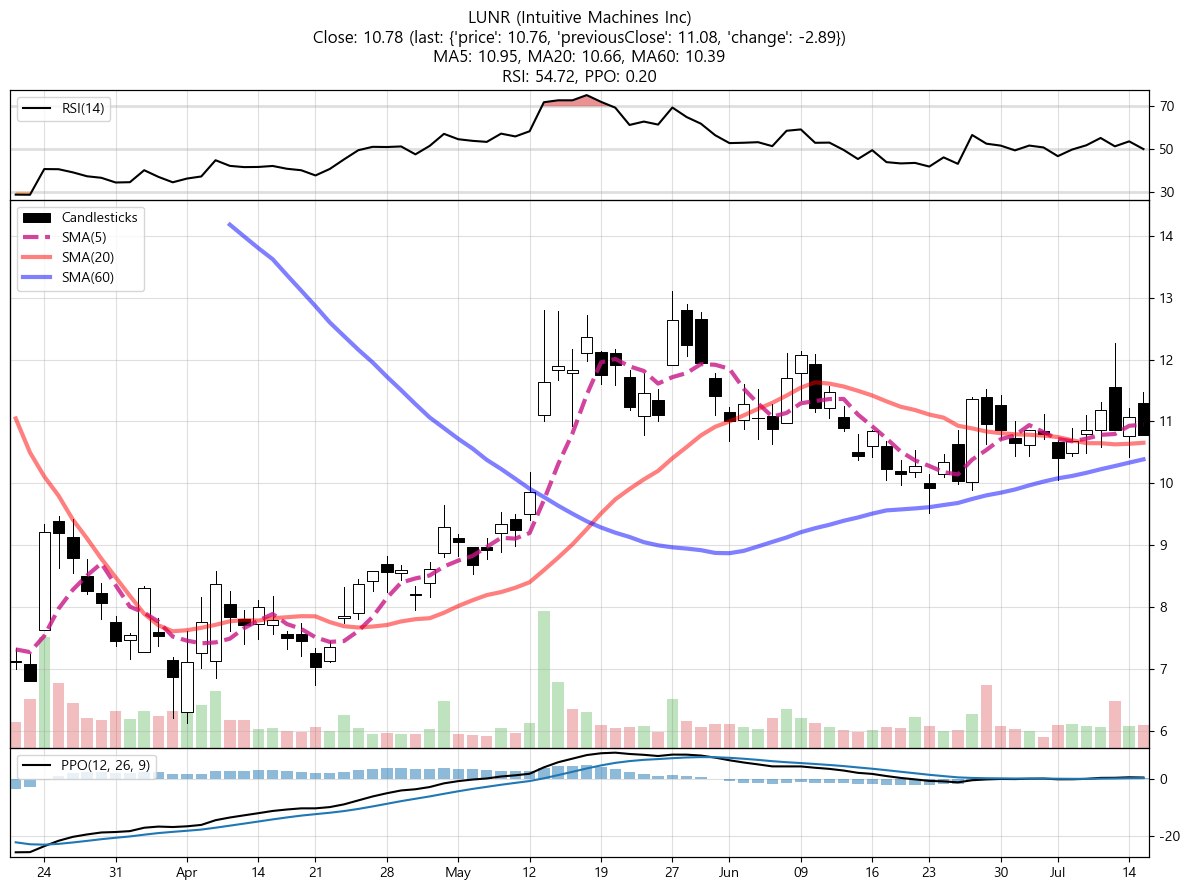 LUNR (Intuitive Machines Inc)
Close: 10.78 (last: {'price': 10.76, 'previousClose': 11.08, 'change': -2.89})
MA5: 10.95, MA20: 10.66, MA60: 10.39
RSI: 54.72, PPO: 0.20
RSI(14)
70
50
30
Candlesticks
SMA(5)
SMA(20)
SMA(60)
14
13
12
11
10
9
8
7
6
PPO(12, 26, 9)
0
-20
24 31 Apr 14 21 28 May 12 19 27 Jun 09 16 23 30 Jul 14